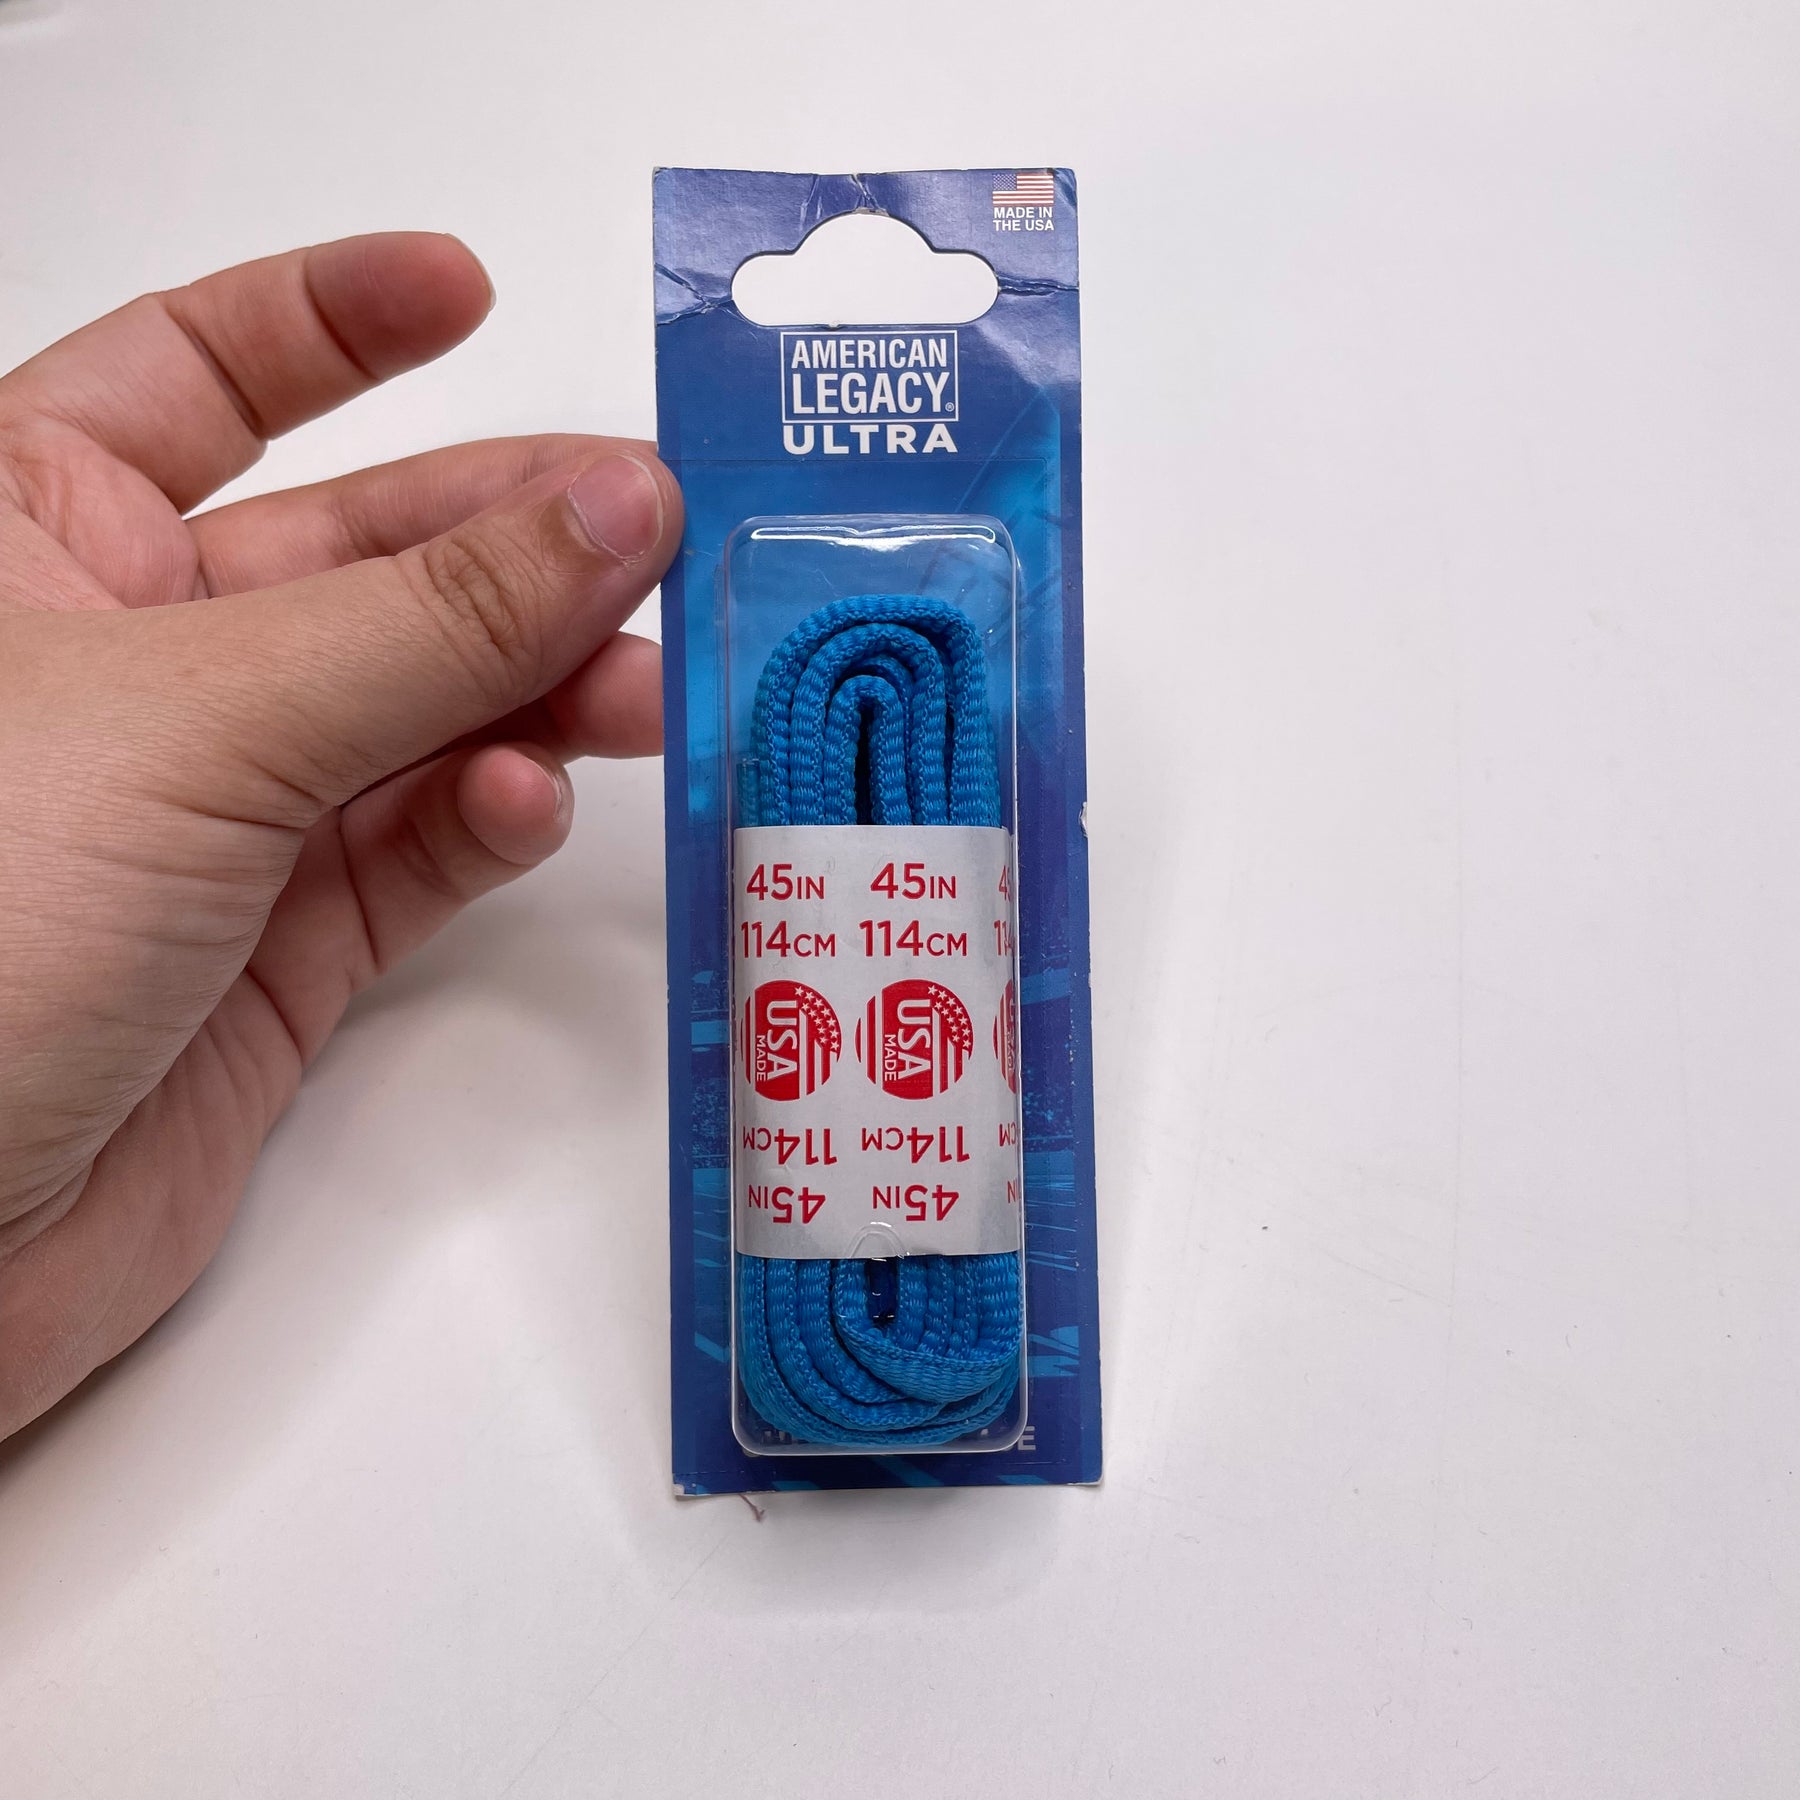 MADE IN
THE USA
AMERICAN
LEGACY®
ULTRA
45IN 45IN
114CM 114CM
USA MADE USA MADE
114CM 114CM
45IN 45IN